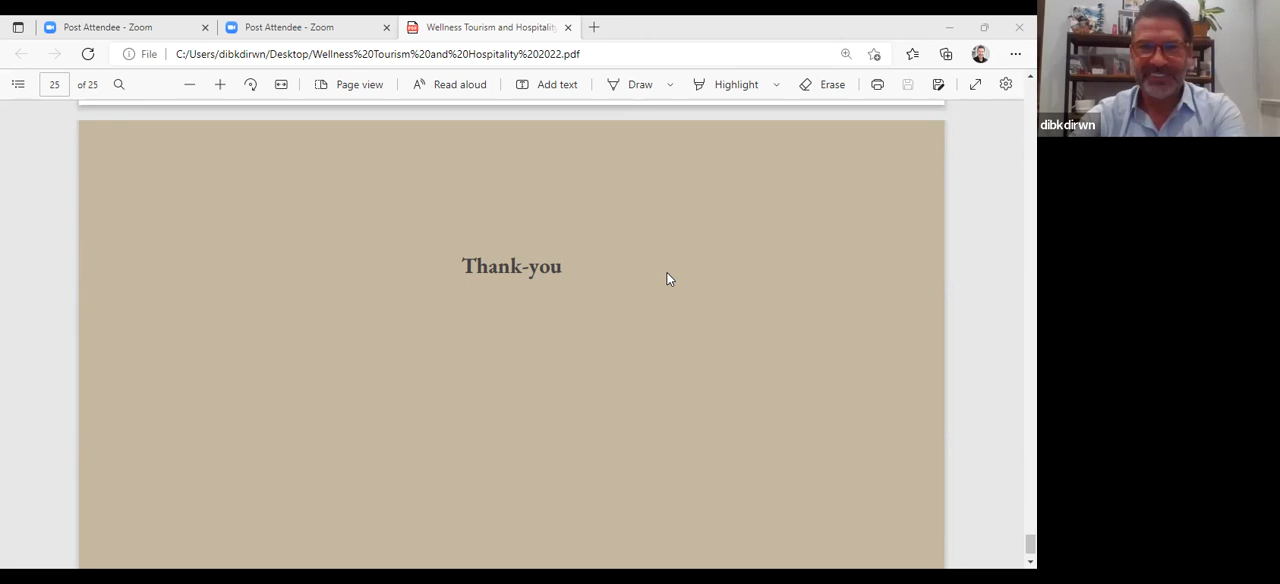 Post Attendee - Zoom
Post Attendee - Zoom
Wellness Tourism and Hospitality
File
C:/Users/dibkdirwn/Desktop/Wellness%20Tourism%20and%20Hospitality%202022.pdf
25 of 25
Page view
Read aloud
Add text
Draw
Highlight
Erase
dibkdirwn
Thank-you